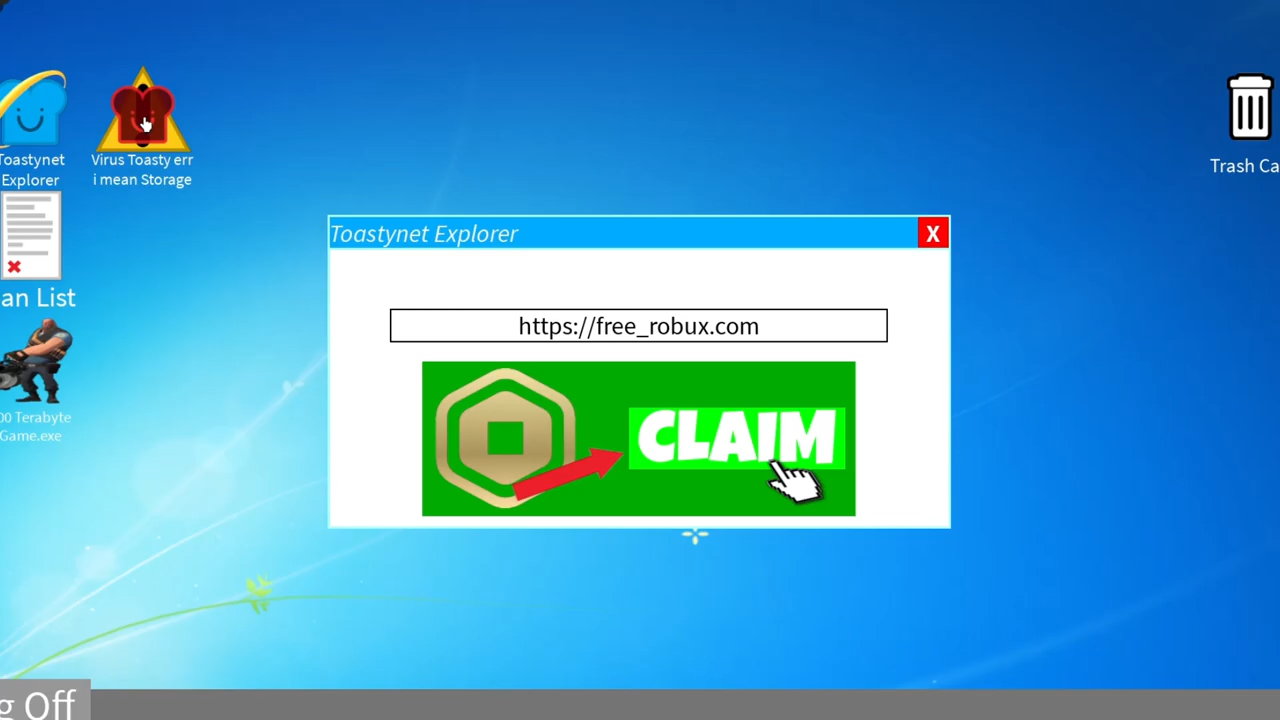 Toastynet
Explorer
Virus Toasty err
i mean Storage
an List
00 Terabyte
Game.exe
Trash Ca
Toastynet Explorer
X
https://free_robux.com
CLAIM
g Off